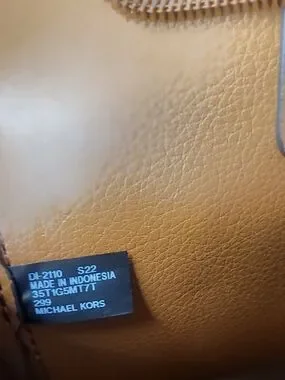 DI-2110 S22
MADE IN INDONESIA
35T1G5MT7T
299
MICHAEL KORS